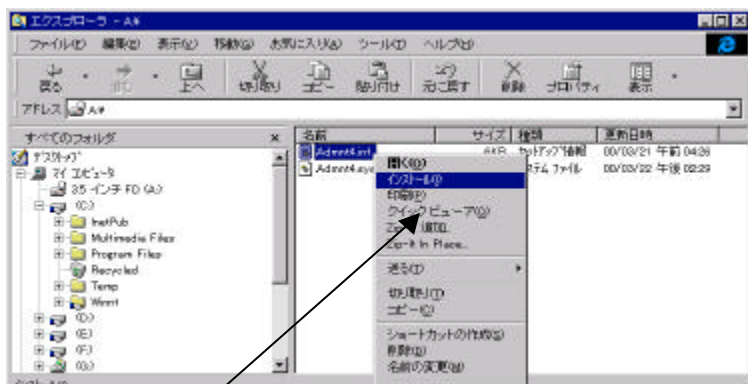 エクスプローラ - A¥
ファイル(F) 編集(E) 表示(V) 移動(G) お気に入り(A) ツール(T) ヘルプ(H)
戻る 進む 上へ 切り取り コピー 貼り付け 元に戻す 削除 プロパティ 表示
アドレス A¥
すべてのフォルダ ×
名前 サイズ 種類 更新日時
デスクトップ
マイ コンピュータ
3.5 インチ FD (A:)
(C:)
InetPub
Multimedia Files
Program Files
Recycled
Temp
Winnt
(D:)
(E:)
(F:)
(G:)
Admnt4.inf 6KB セットアップ情報 00/03/21 午前 04:26
Admnt4.sys ステム ファイル 00/03/22 午後 02:29
開く(O)
インストール(I)
印刷(P)
クイック ビューア(Q)
Zip-It In Place..
送る(T)
切り取り(T)
コピー(C)
ショートカットの作成(S)
削除(D)
名前の変更(M)